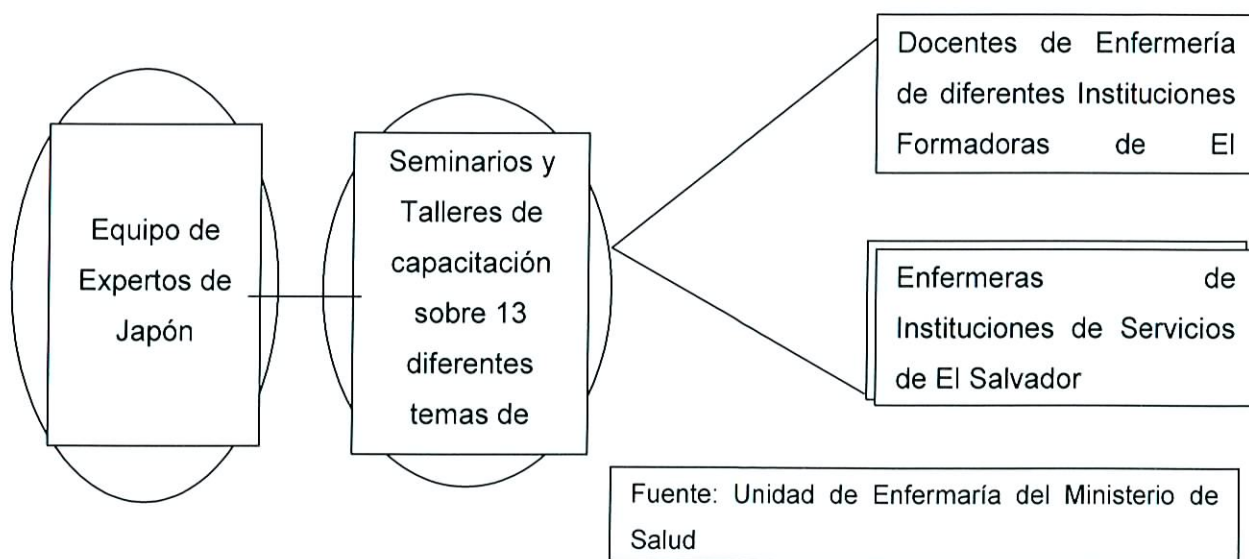 Equipo de
Expertos de
Japón
Seminarios y
Talleres de
capacitación
sobre 13
diferentes
temas de
Docentes de Enfermería
de diferentes Instituciones
Formadoras de El
Enfermeras de
Instituciones de Servicios
de El Salvador
Fuente: Unidad de Enfermaría del Ministerio de
Salud